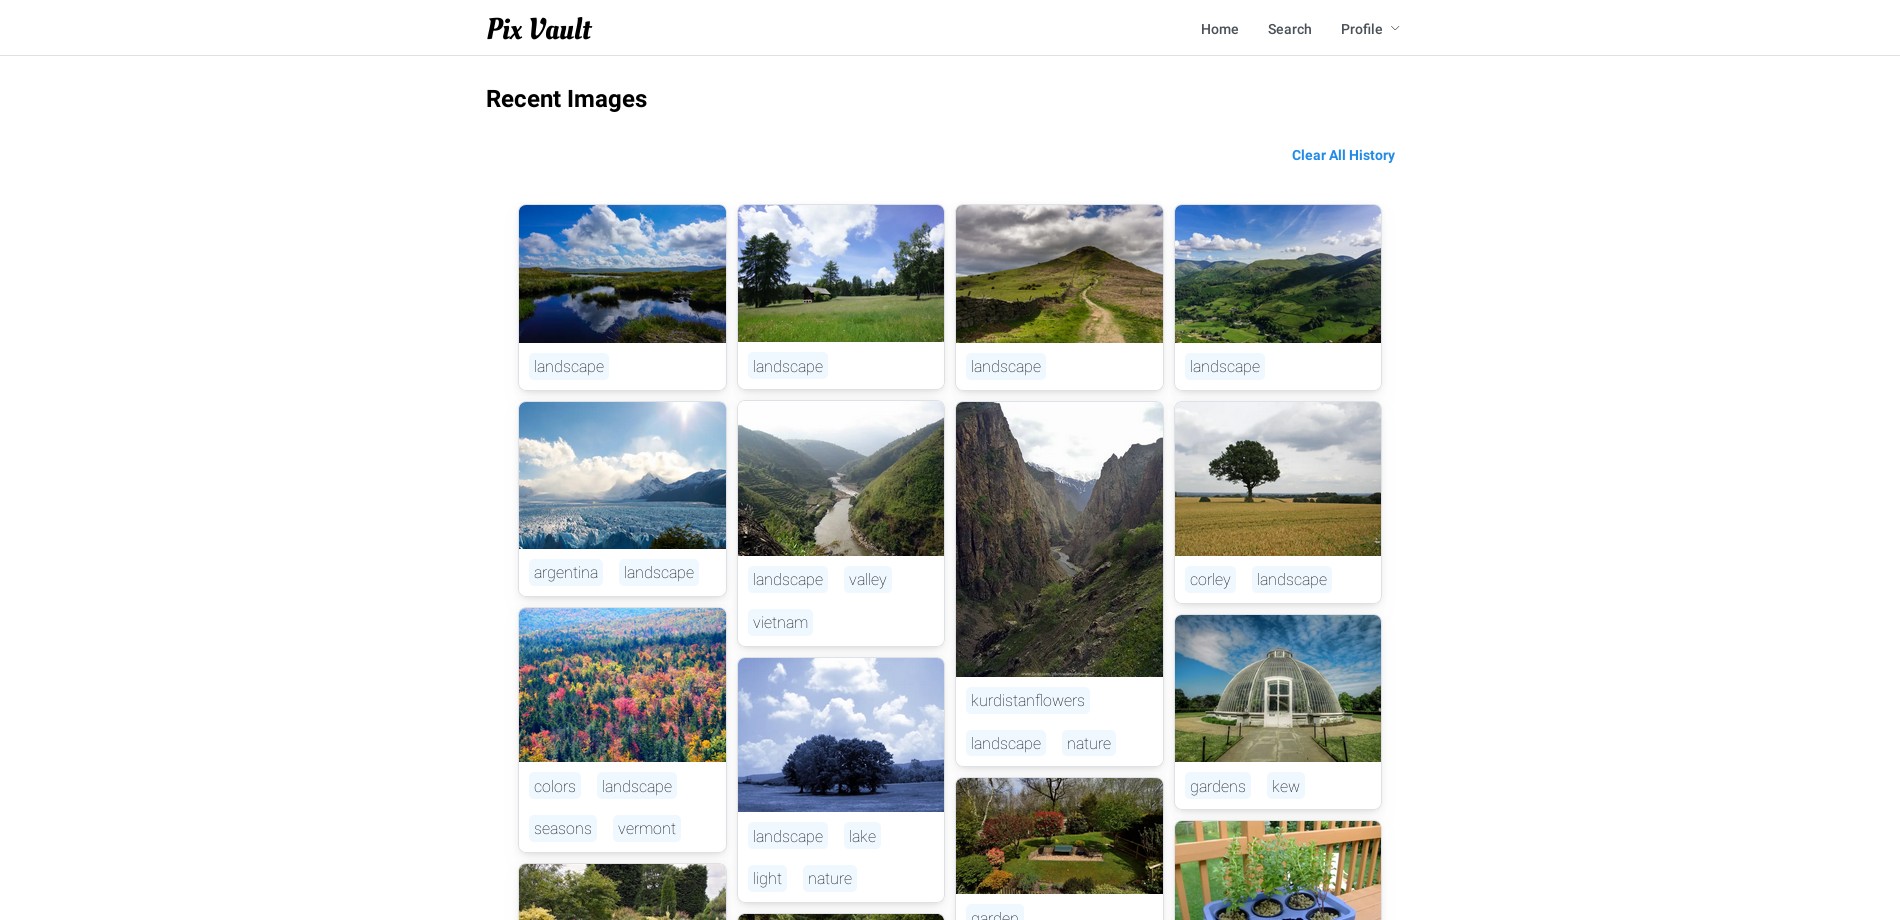 Pix Vault
Home Search Profile
Recent Images
Clear All History
landscape
landscape
landscape
landscape
argentina landscape
landscape valley
vietnam
corley landscape
kurdistanflowers
landscape nature
colors landscape
seasons vermont
gardens kew
landscape lake
light nature
garden